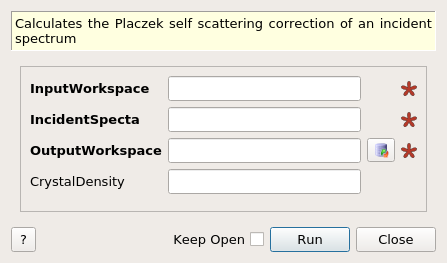 Calculates the Placzek self scattering correction of an incident
spectrum
InputWorkspace
IncidentSpecta
OutputWorkspace
CrystalDensity
? Keep Open Run Close